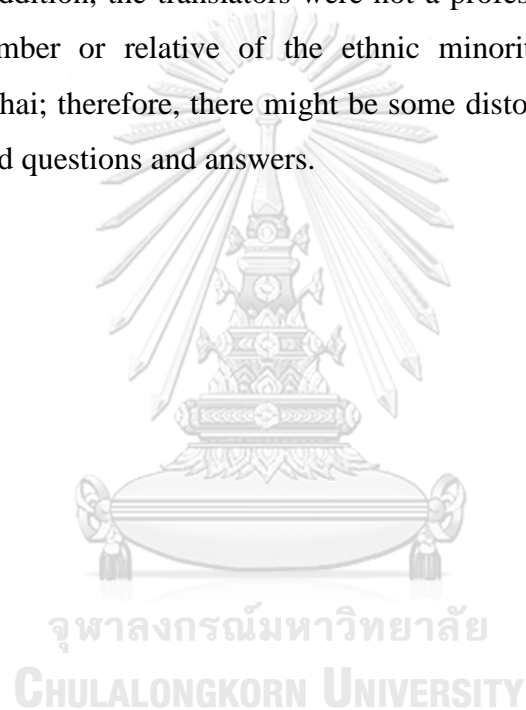 ddition, the translators were not a profes
mber or relative of the ethnic minorit
hai; therefore, there might be some disto
d questions and answers.
จุฬาลงกรณ์มหาวิทยาลัย
CHULALONGKORN UNIVERSITY